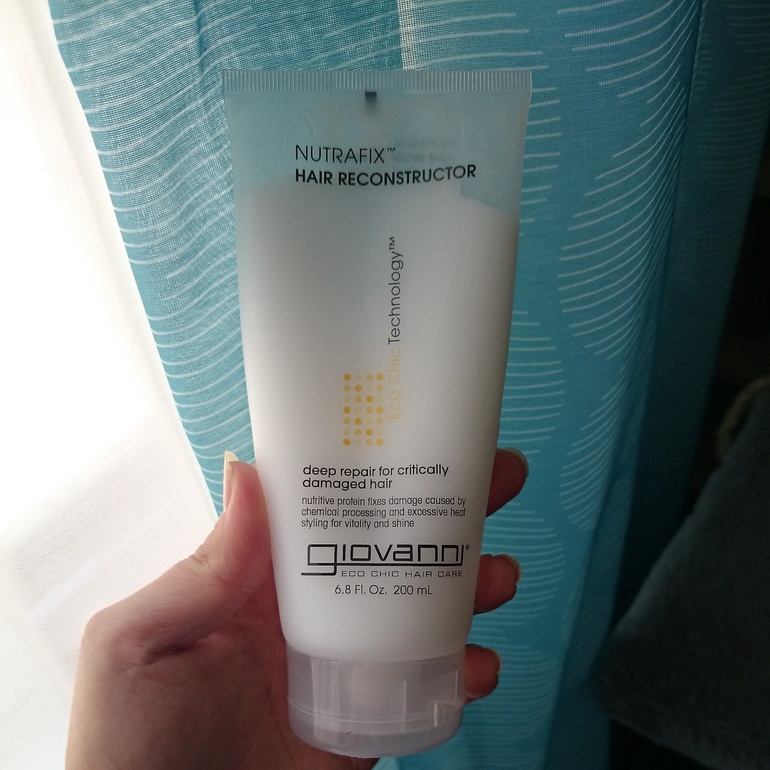 NUTRAFIX™
HAIR RECONSTRUCTOR
Eco Chic Technology™
deep repair for critically
damaged hair
nutritive protein fixes damage caused by
chemical processing and excessive heat
styling for vitality and shine
giovanni®
ECO CHIC HAIR CARE
6.8 Fl. Oz. 200 mL